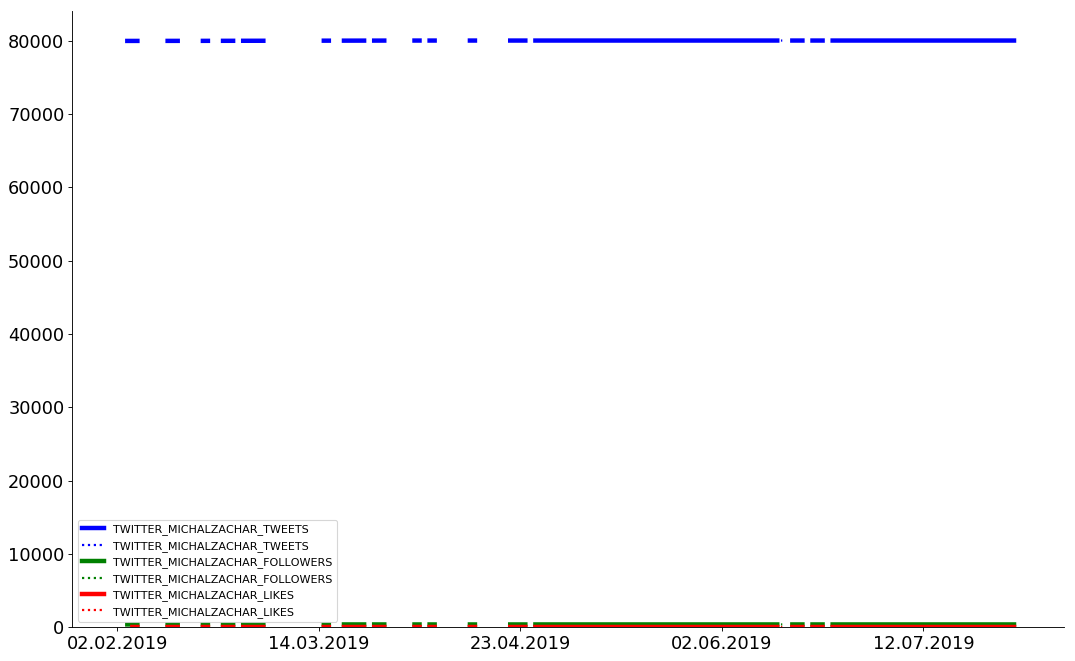 80000
70000
60000
50000
40000
30000
20000
10000
0
TWITTER_MICHALZACHAR_TWEETS
TWITTER_MICHALZACHAR_TWEETS
TWITTER_MICHALZACHAR_FOLLOWERS
TWITTER_MICHALZACHAR_FOLLOWERS
TWITTER_MICHALZACHAR_LIKES
TWITTER_MICHALZACHAR_LIKES
02.02.2019 14.03.2019 23.04.2019 02.06.2019 12.07.2019